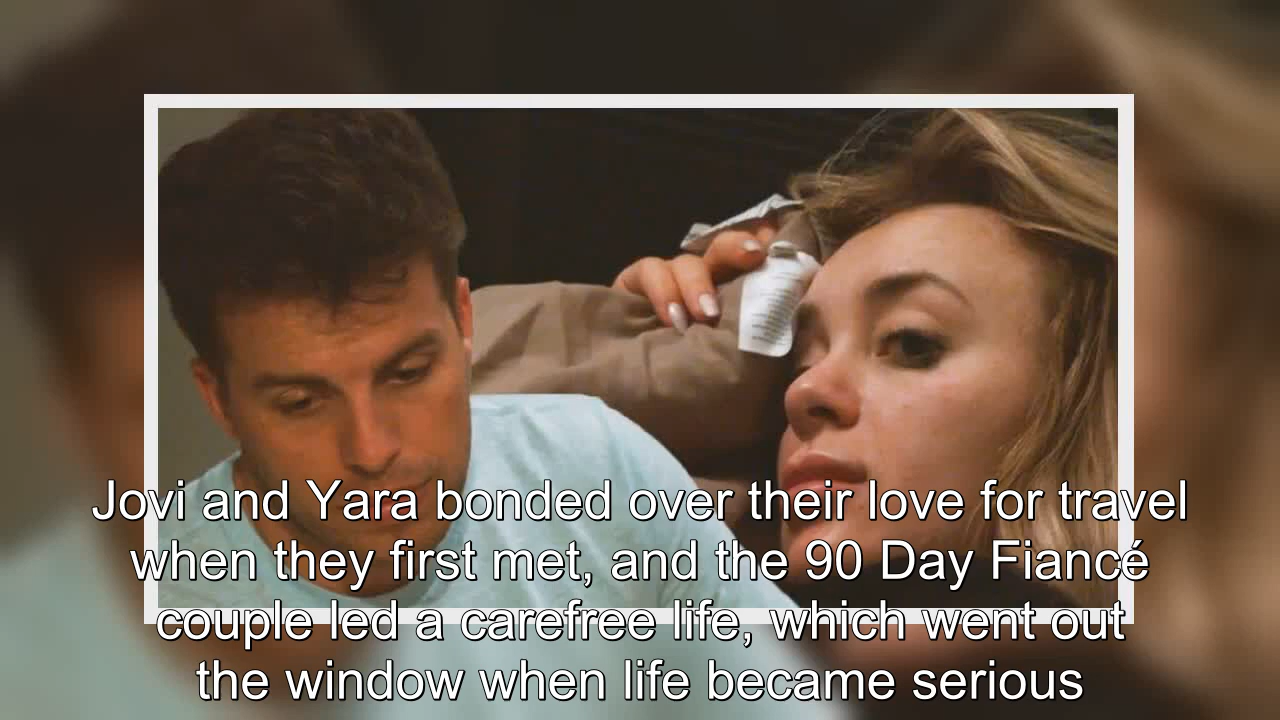 Jovi and Yara bonded over their love for travel
when they first met, and the 90 Day Fiancé
couple led a carefree life, which went out
the window when life became serious